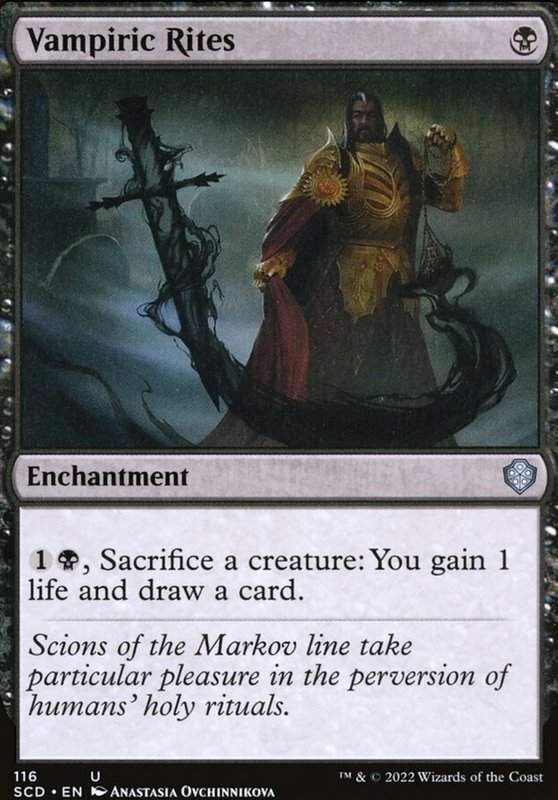 Vampiric Rites
Enchantment
1, Sacrifice a creature: You gain 1
life and draw a card.
Scions of the Markov line take
particular pleasure in the perversion of
humans' holy rituals.
116 U
SCD • EN Anastasia Ovchinnikova
™ & © 2022 Wizards of the Coast